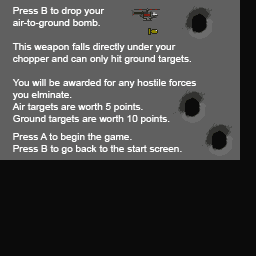 Press B to drop your
air-to-ground bomb.
This weapon falls directly under your
chopper and can only hit ground targets.
You will be awarded for any hostile forces
you elminate.
Air targets are worth 5 points.
Ground targets are worth 10 points.
Press A to begin the game.
Press B to go back to the start screen.